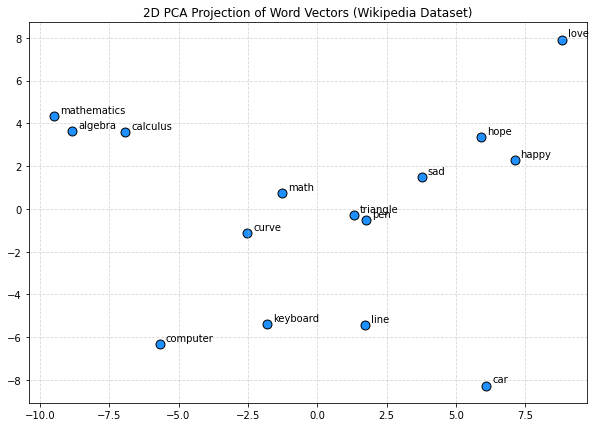 2D PCA Projection of Word Vectors (Wikipedia Dataset)
love
mathematics
algebra
calculus
hope
happy
sad
math
triangle
pen
curve
keyboard
line
computer
car
8
6
4
2
0
−2
−4
−6
−8
−10.0 −7.5 −5.0 −2.5 0.0 2.5 5.0 7.5